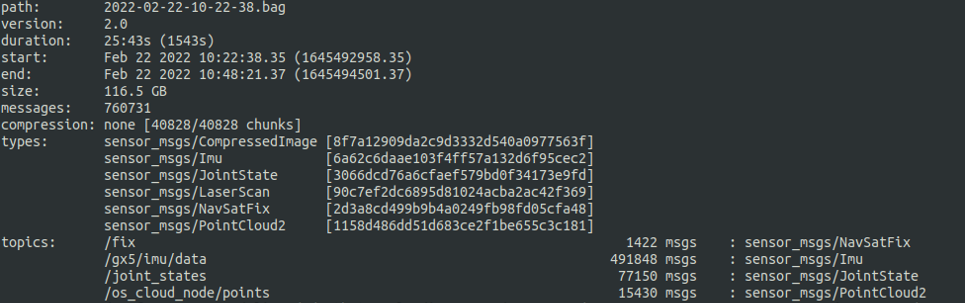 path:        2022-02-22-10-22-38.bag
version:     2.0
duration:    25:43s (1543s)
start:       Feb 22 2022 10:22:38.35 (1645492958.35)
end:         Feb 22 2022 10:48:21.37 (1645494501.37)
size:        116.5 GB
messages:    760731
compression: none [40828/40828 chunks]
types:       sensor_msgs/CompressedImage [8f7a12909da2c9d3332d540a0977563f]
             sensor_msgs/Imu             [6a62c6daae103f4ff57a132d6f95cec2]
             sensor_msgs/JointState      [3066dcd76a6cfaef579bd0f34173e9fd]
             sensor_msgs/LaserScan       [90c7ef2dc6895d81024acba2ac42f369]
             sensor_msgs/NavSatFix       [2d3a8cd499b9b4a0249fb98fd05cfa48]
             sensor_msgs/PointCloud2     [1158d486dd51d683ce2f1be655c3c181]
topics:      /fix                                                            1422 msgs    : sensor_msgs/NavSatFix
             /gx5/imu/data                                                 491848 msgs    : sensor_msgs/Imu
             /joint_states                                                  77150 msgs    : sensor_msgs/JointState
             /os_cloud_node/points                                          15430 msgs    : sensor_msgs/PointCloud2